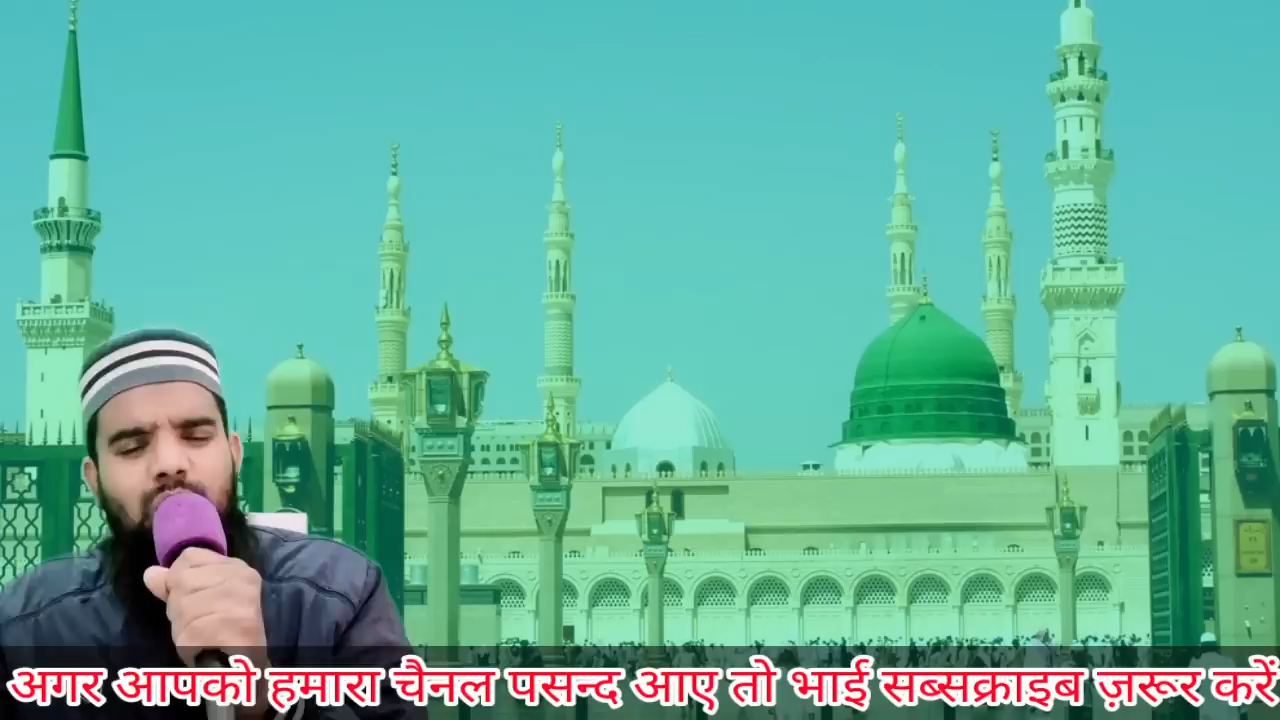 अगर आपको हमारा चैनल पसन्द आए तो भाई सब्सक्राइब ज़रूर करें